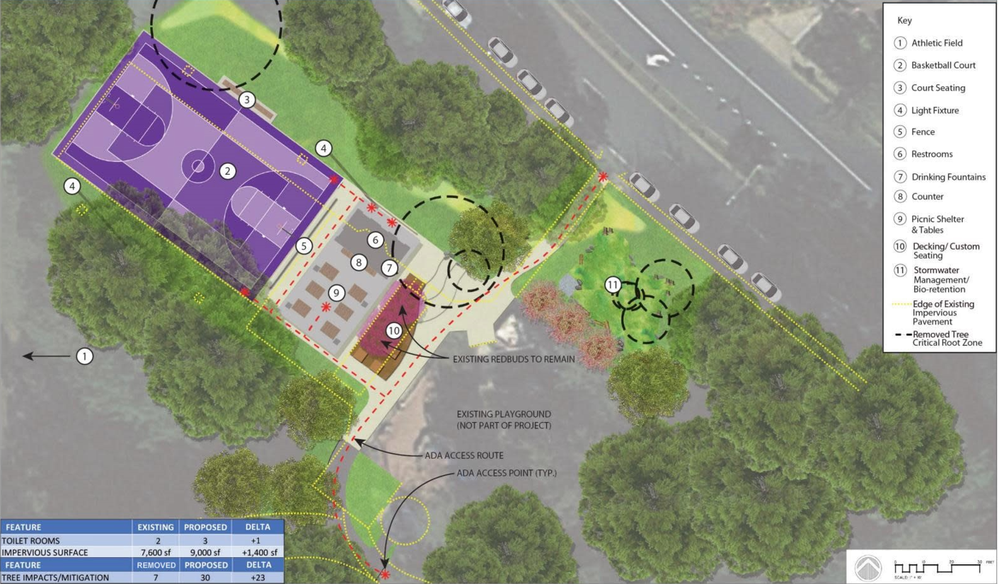 Key
1 Athletic Field
2 Basketball Court
3 Court Seating
4 Light Fixture
5 Fence
6 Restrooms
7 Drinking Fountains
8 Counter
9 Picnic Shelter
& Tables
10 Decking/ Custom
Seating
11 Stormwater
Management/
Bio-retention
Edge of Existing
Impervious
Pavement
Removed Tree
Critical Root Zone
3
4
2
4
5
6
7
8
9
10
11
1
EXISTING REDBUDS TO REMAIN
EXISTING PLAYGROUND
(NOT PART OF PROJECT)
ADA ACCESS ROUTE
ADA ACCESS POINT (TYP.)
FEATURE EXISTING PROPOSED DELTA
TOILET ROOMS 2 3 +1
IMPERVIOUS SURFACE 7,600 sf 9,000 sf +1,400 sf
FEATURE REMOVED PROPOSED DELTA
TREE IMPACTS/MITIGATION 7 30 +23
0 10 20 30 FEET
SCALE: 1" = 10'